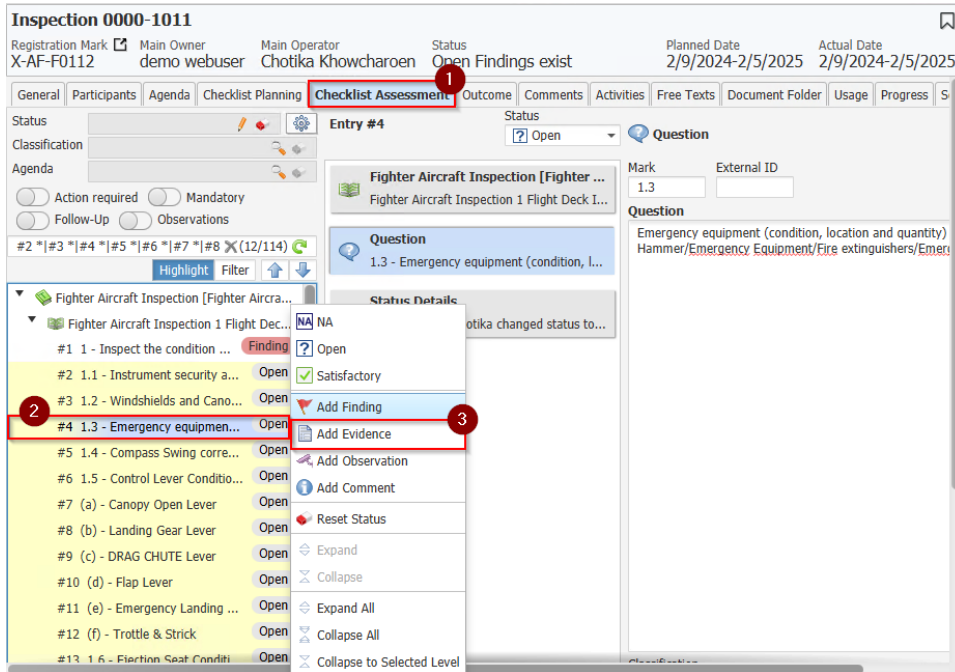 Inspection 0000-1011
Registration Mark Main Owner Main Operator Status Planned Date Actual Date
X-AF-F0112 demo webuser Chotika Khowcharoen Open Findings exist 2/9/2024-2/5/2025 2/9/2024-2/5/2025
1
General Participants Agenda Checklist Planning Checklist Assessment Outcome Comments Activities Free Texts Document Folder Usage Progress S
Status
Classification
Agenda
Action required Mandatory
Follow-Up Observations
#2 *|#3 *|#4 *|#5 *|#6 *|#7 *|#8 (12/114)
Highlight Filter
Fighter Aircraft Inspection [Fighter Aircra...
Fighter Aircraft Inspection 1 Flight Dec...
#1 1 - Inspect the condition ... Finding
#2 1.1 - Instrument security a... Open
#3 1.2 - Windshields and Cano... Open
2
#4 1.3 - Emergency equipmen... Open
#5 1.4 - Compass Swing corre... Open
#6 1.5 - Control Lever Conditio... Open
#7 (a) - Canopy Open Lever Open
#8 (b) - Landing Gear Lever Open
#9 (c) - DRAG CHUTE Lever Open
#10 (d) - Flap Lever Open
#11 (e) - Emergency Landing ... Open
#12 (f) - Trottle & Strick Open
#13 1.6 - Ejection Seat Conditi... Open
Entry #4
Status
? Open
Fighter Aircraft Inspection [Fighter ...
Fighter Aircraft Inspection 1 Flight Deck I...
Question
1.3 - Emergency equipment (condition, l...
Status Details
otika changed status to...
NA NA
? Open
Satisfactory
Add Finding
3
Add Evidence
Add Observation
Add Comment
Reset Status
Expand
Collapse
Expand All
Collapse All
Collapse to Selected Level
Question
Mark External ID
1.3
Question
Emergency equipment (condition, location and quantity)
Hammer/Emergency Equipment/Fire extinguishers/Emer
Classification